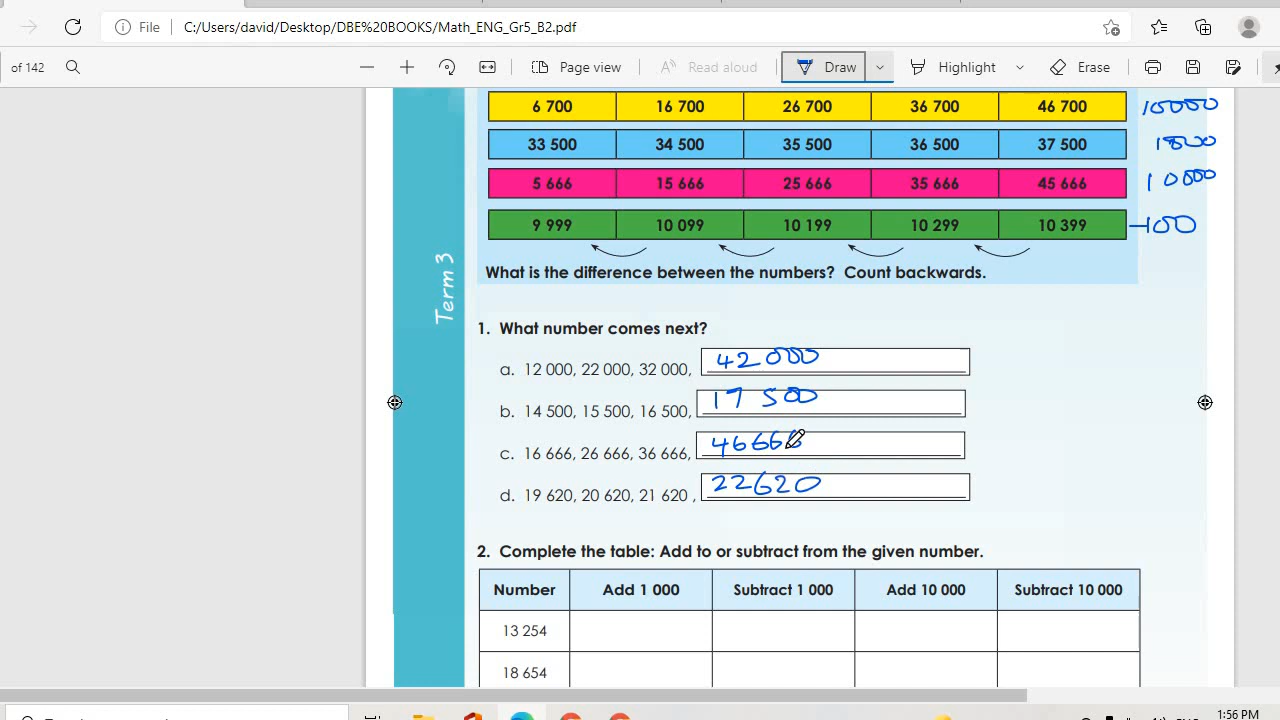 File C:/Users/david/Desktop/DBE%20BOOKS/Math_ENG_Gr5_B2.pdf
of 142 Page view Read aloud Draw Highlight Erase
6 700 16 700 26 700 36 700 46 700 10000
33 500 34 500 35 500 36 500 37 500
5 666 15 666 25 666 35 666 45 666 10000
9 999 10 099 10 199 10 299 10 399 -100
What is the difference between the numbers? Count backwards.
Term 3
1. What number comes next?
a. 12 000, 22 000, 32 000, 42 000
b. 14 500, 15 500, 16 500, 17 500
c. 16 666, 26 666, 36 666, 46666
d. 19 620, 20 620, 21 620 , 22620
2. Complete the table: Add to or subtract from the given number.
Number Add 1 000 Subtract 1 000 Add 10 000 Subtract 10 000
13 254
18 654
1:56 PM